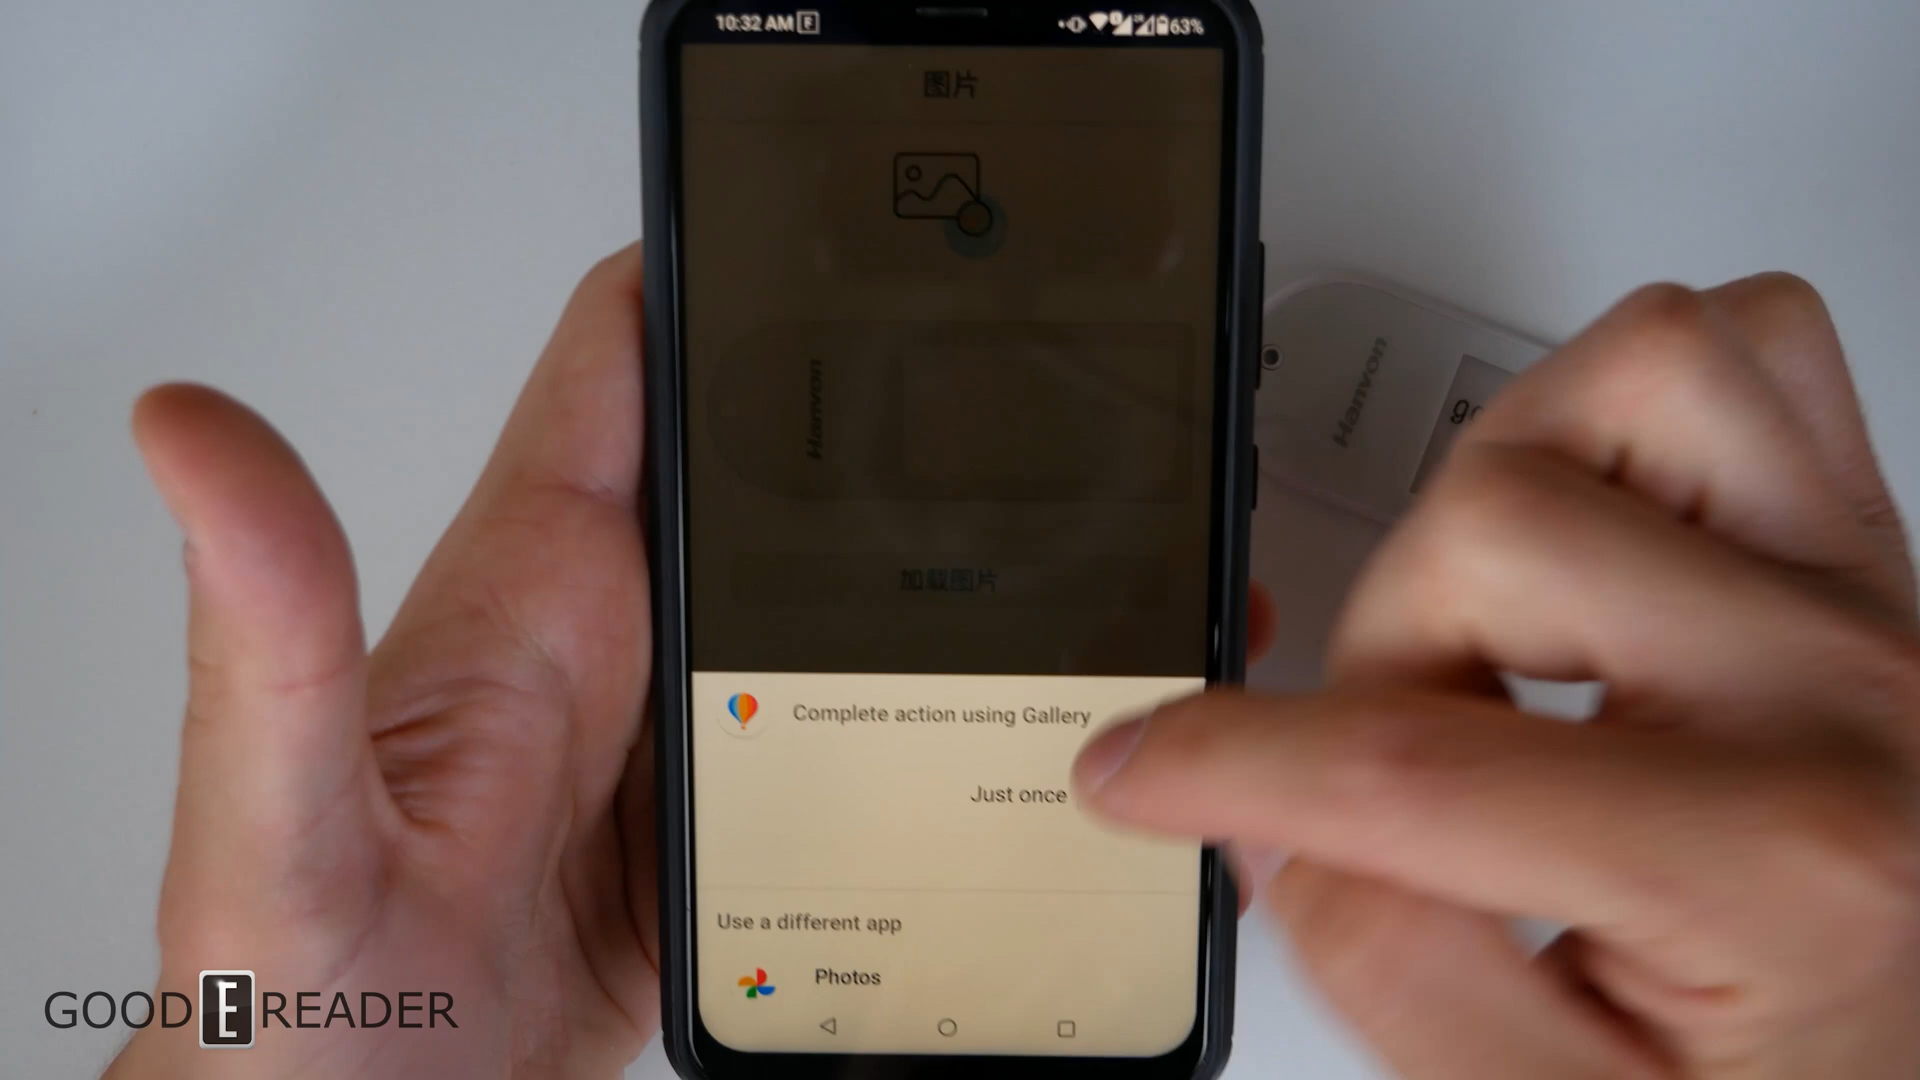 10:32 AM
63%
图片
Hanvon
Hanvon
加载图片
Complete action using Gallery
Just once
Use a different app
Photos
GOOD E READER